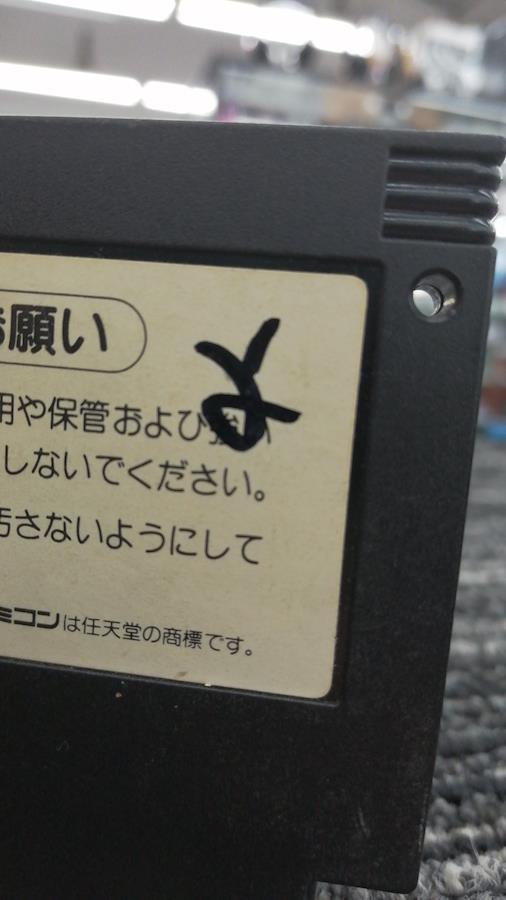 お願い
用や保管および強い
しないでください。
汚さないようにして
ミコンは任天堂の商標です。